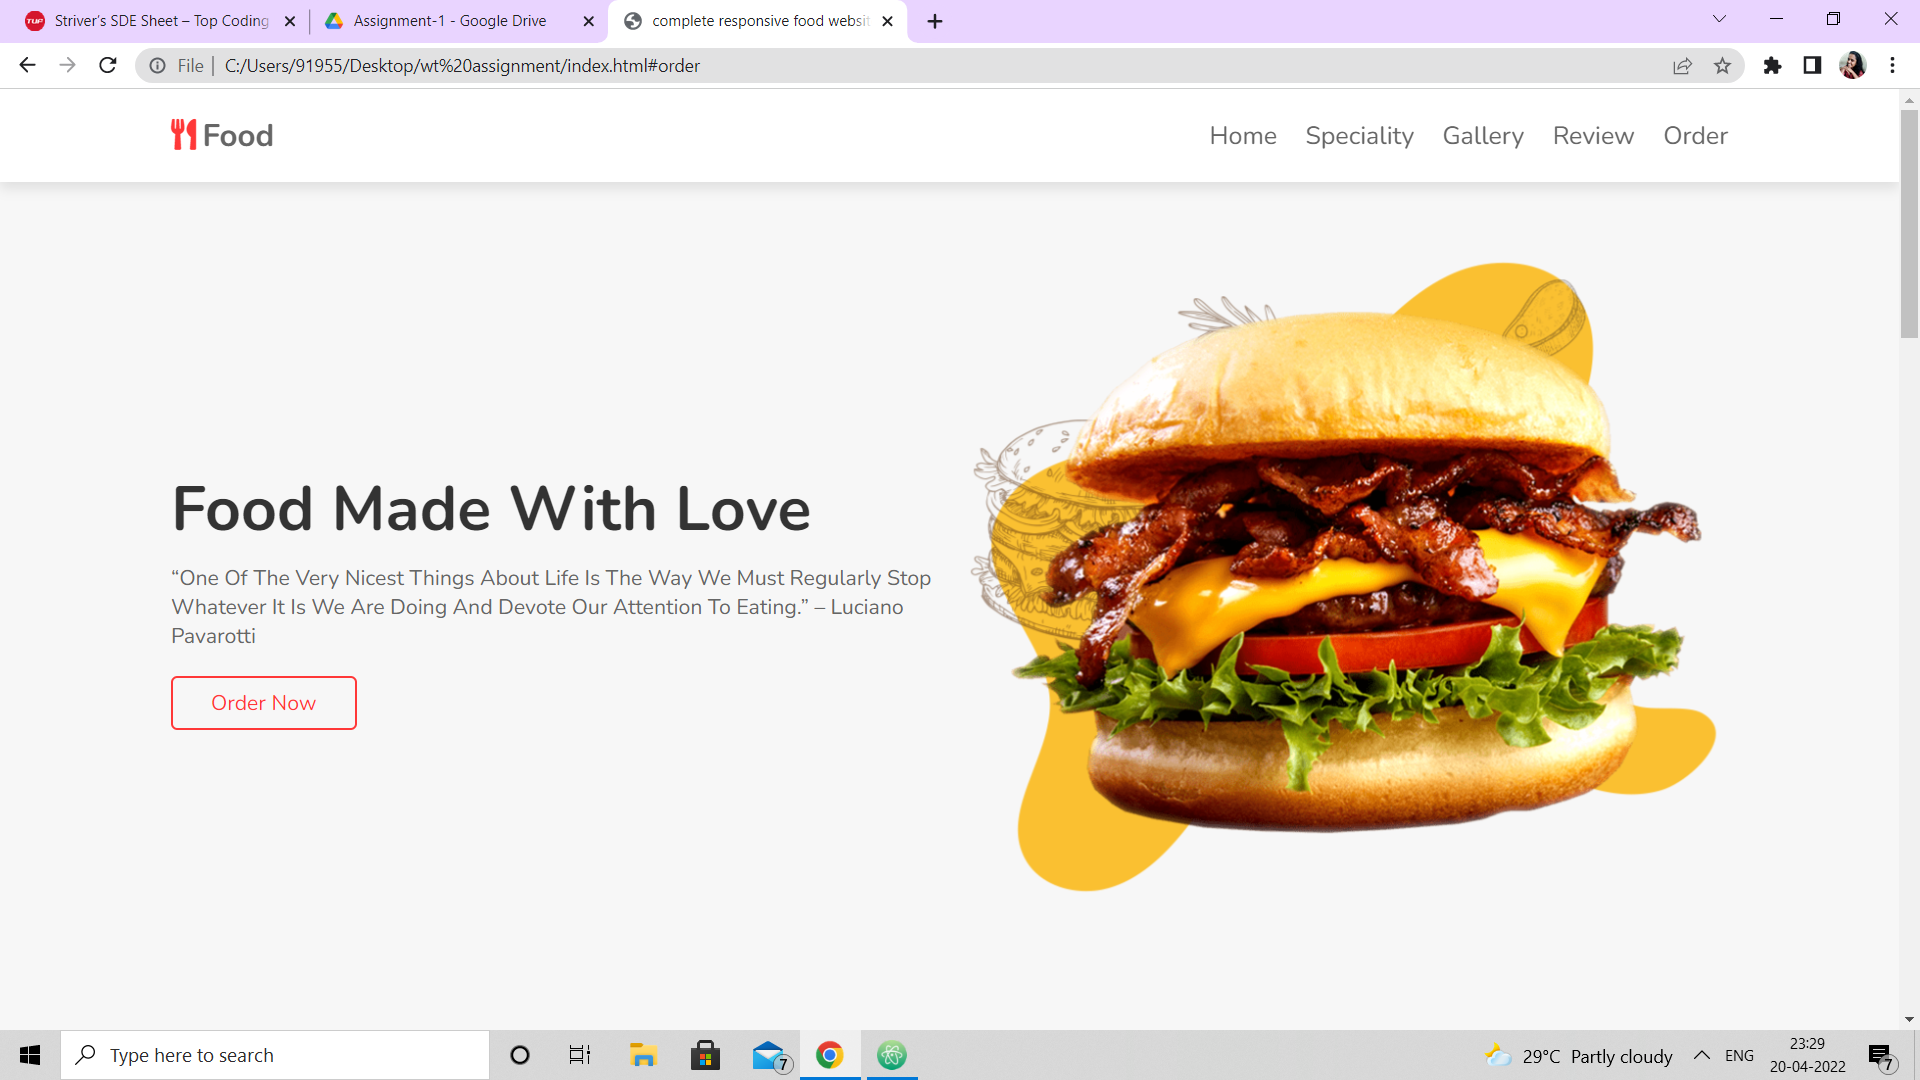 TUF Striver's SDE Sheet – Top Coding
Assignment-1 - Google Drive
complete responsive food websit
File
C:/Users/91955/Desktop/wt%20assignment/index.html#order
Food
Home Speciality Gallery Review Order
Food Made With Love
“One Of The Very Nicest Things About Life Is The Way We Must Regularly Stop
Whatever It Is We Are Doing And Devote Our Attention To Eating.” – Luciano
Pavarotti
Order Now
Type here to search
7
29°C Partly cloudy
ENG
23:29
20-04-2022
7